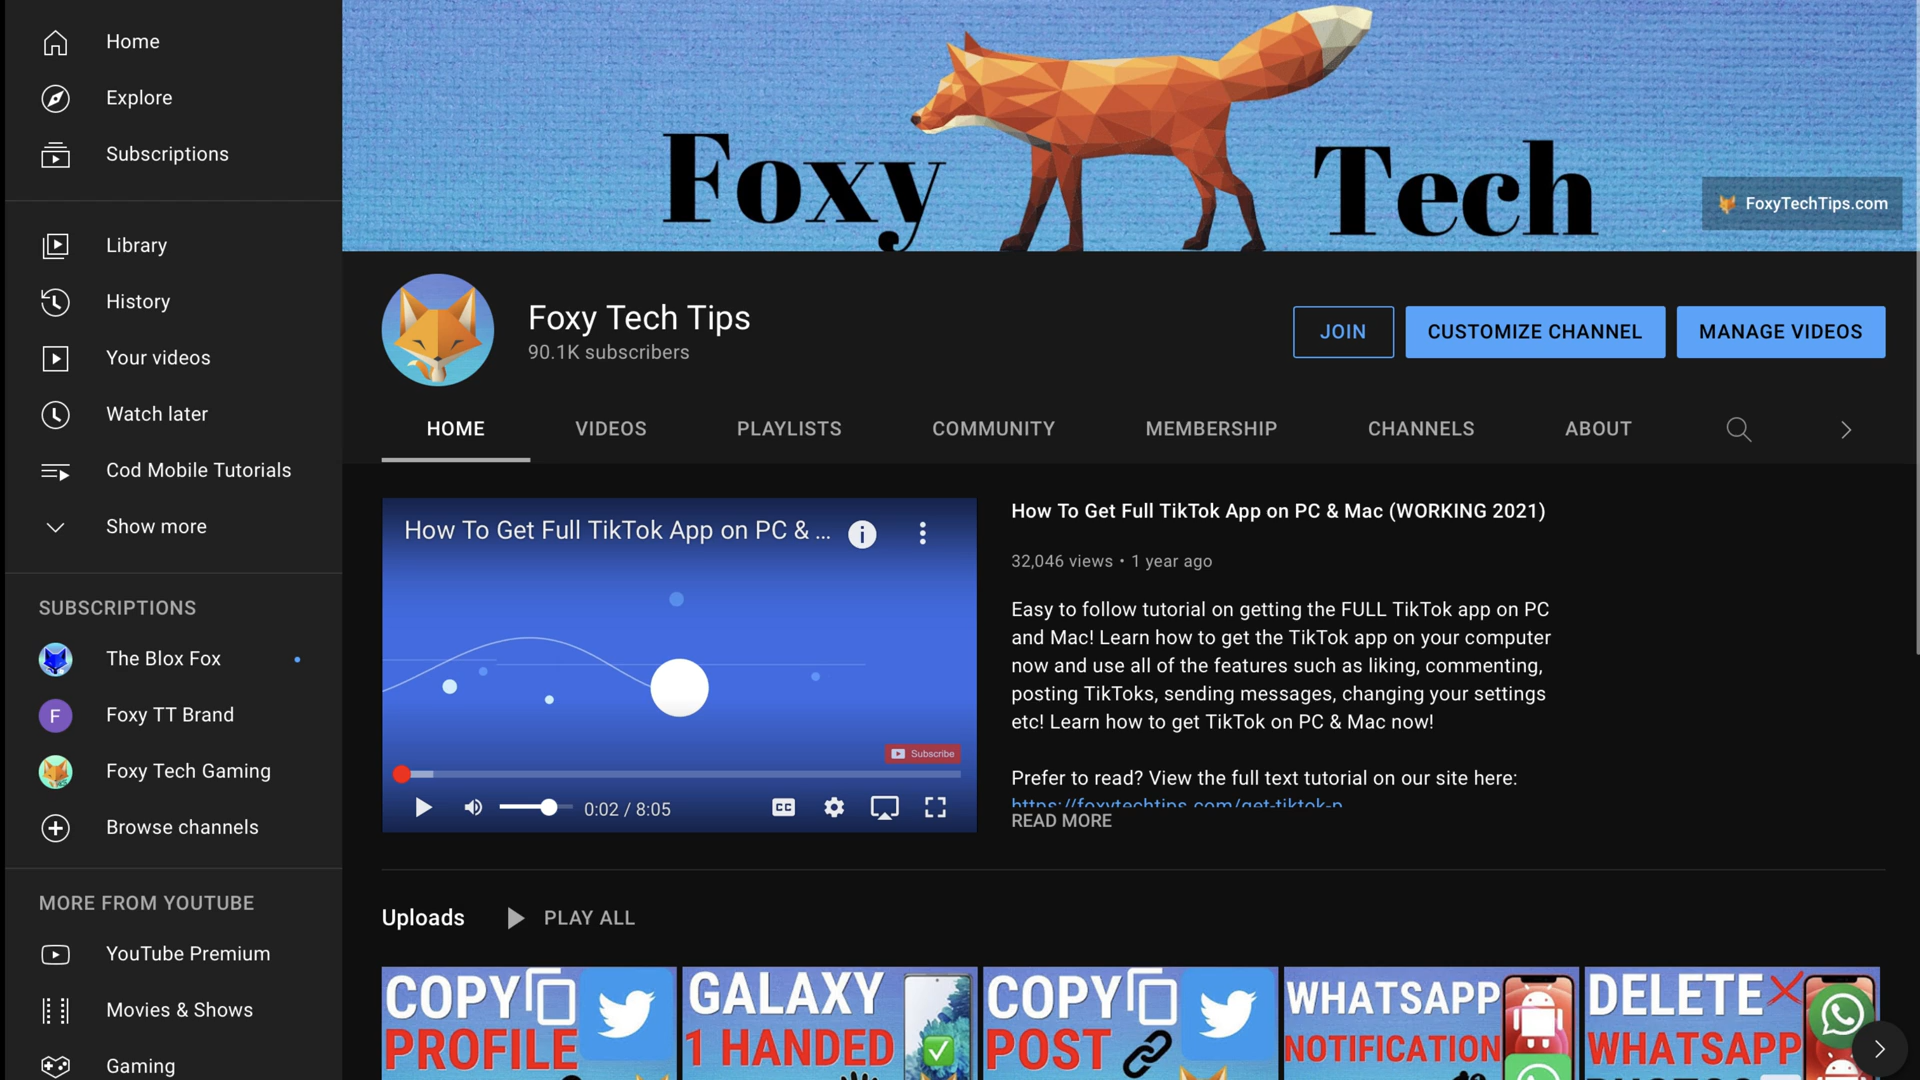 Home
Explore
Subscriptions
Library
History
Your videos
Watch later
Cod Mobile Tutorials
Show more
SUBSCRIPTIONS
The Blox Fox
F
Foxy TT Brand
Foxy Tech Gaming
Browse channels
MORE FROM YOUTUBE
YouTube Premium
Movies & Shows
Gaming
Foxy Tech
FoxyTechTips.com
Foxy Tech Tips
90.1K subscribers
JOIN
CUSTOMIZE CHANNEL
MANAGE VIDEOS
HOME
VIDEOS
PLAYLISTS
COMMUNITY
MEMBERSHIP
CHANNELS
ABOUT
How To Get Full TikTok App on PC & ...
i
Subscribe
0:02 / 8:05
CC
How To Get Full TikTok App on PC & Mac (WORKING 2021)
32,046 views • 1 year ago
Easy to follow tutorial on getting the FULL TikTok app on PC
and Mac! Learn how to get the TikTok app on your computer
now and use all of the features such as liking, commenting,
posting TikToks, sending messages, changing your settings
etc! Learn how to get TikTok on PC & Mac now!
Prefer to read? View the full text tutorial on our site here:
https://foxytechtips.com/get-tiktok-p
READ MORE
Uploads
PLAY ALL
COPY
PROFILE
GALAXY
1 HANDED
COPY
POST
WHATSAPP
NOTIFICATION
DELETE
WHATSAPP